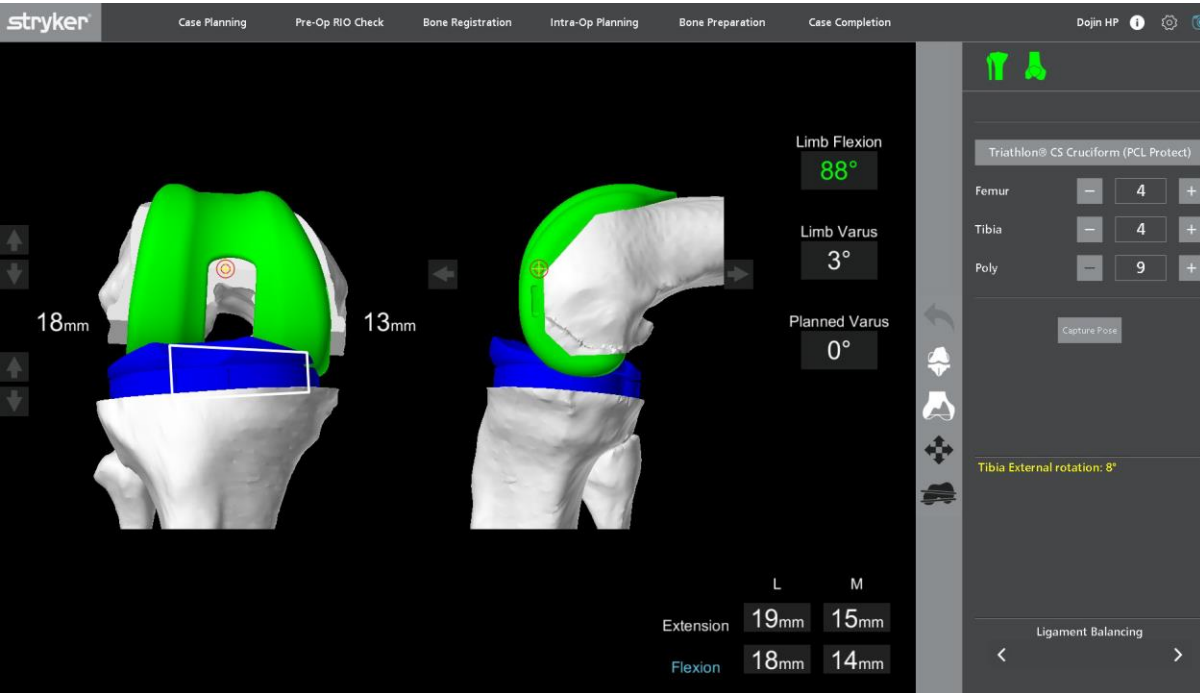 stryker
Case Planning
Pre-Op RIO Check
Bone Registration
Intra-Op Planning
Bone Preparation
Case Completion
Dojin HP
i
Limb Flexion
88°
Limb Varus
3°
Planned Varus
0°
18mm
13mm
L M
Extension 19mm 15mm
Flexion 18mm 14mm
Triathlon® CS Cruciform (PCL Protect)
Femur − 4 +
Tibia − 4 +
Poly − 9 +
Capture Pose
Tibia External rotation: 8°
Ligament Balancing
< >